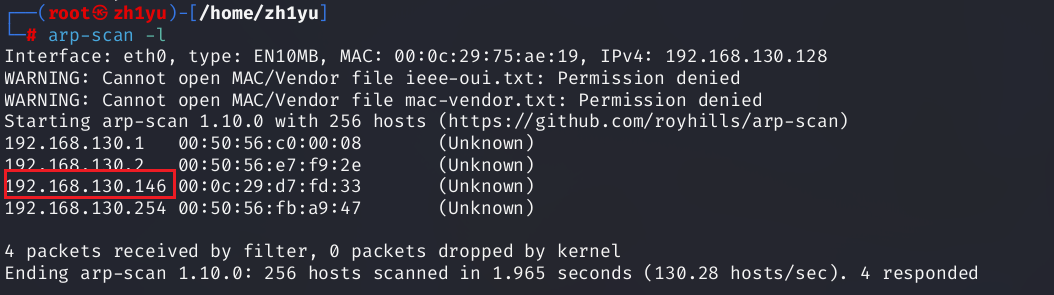 ┌──(root㉿zh1yu)-[/home/zh1yu]
└─# arp-scan -l
Interface: eth0, type: EN10MB, MAC: 00:0c:29:75:ae:19, IPv4: 192.168.130.128
WARNING: Cannot open MAC/Vendor file ieee-oui.txt: Permission denied
WARNING: Cannot open MAC/Vendor file mac-vendor.txt: Permission denied
Starting arp-scan 1.10.0 with 256 hosts (https://github.com/royhills/arp-scan)
192.168.130.1   00:50:56:c0:00:08       (Unknown)
192.168.130.2   00:50:56:e7:f9:2e       (Unknown)
192.168.130.146 00:0c:29:d7:fd:33       (Unknown)
192.168.130.254 00:50:56:fb:a9:47       (Unknown)
4 packets received by filter, 0 packets dropped by kernel
Ending arp-scan 1.10.0: 256 hosts scanned in 1.965 seconds (130.28 hosts/sec). 4 responded